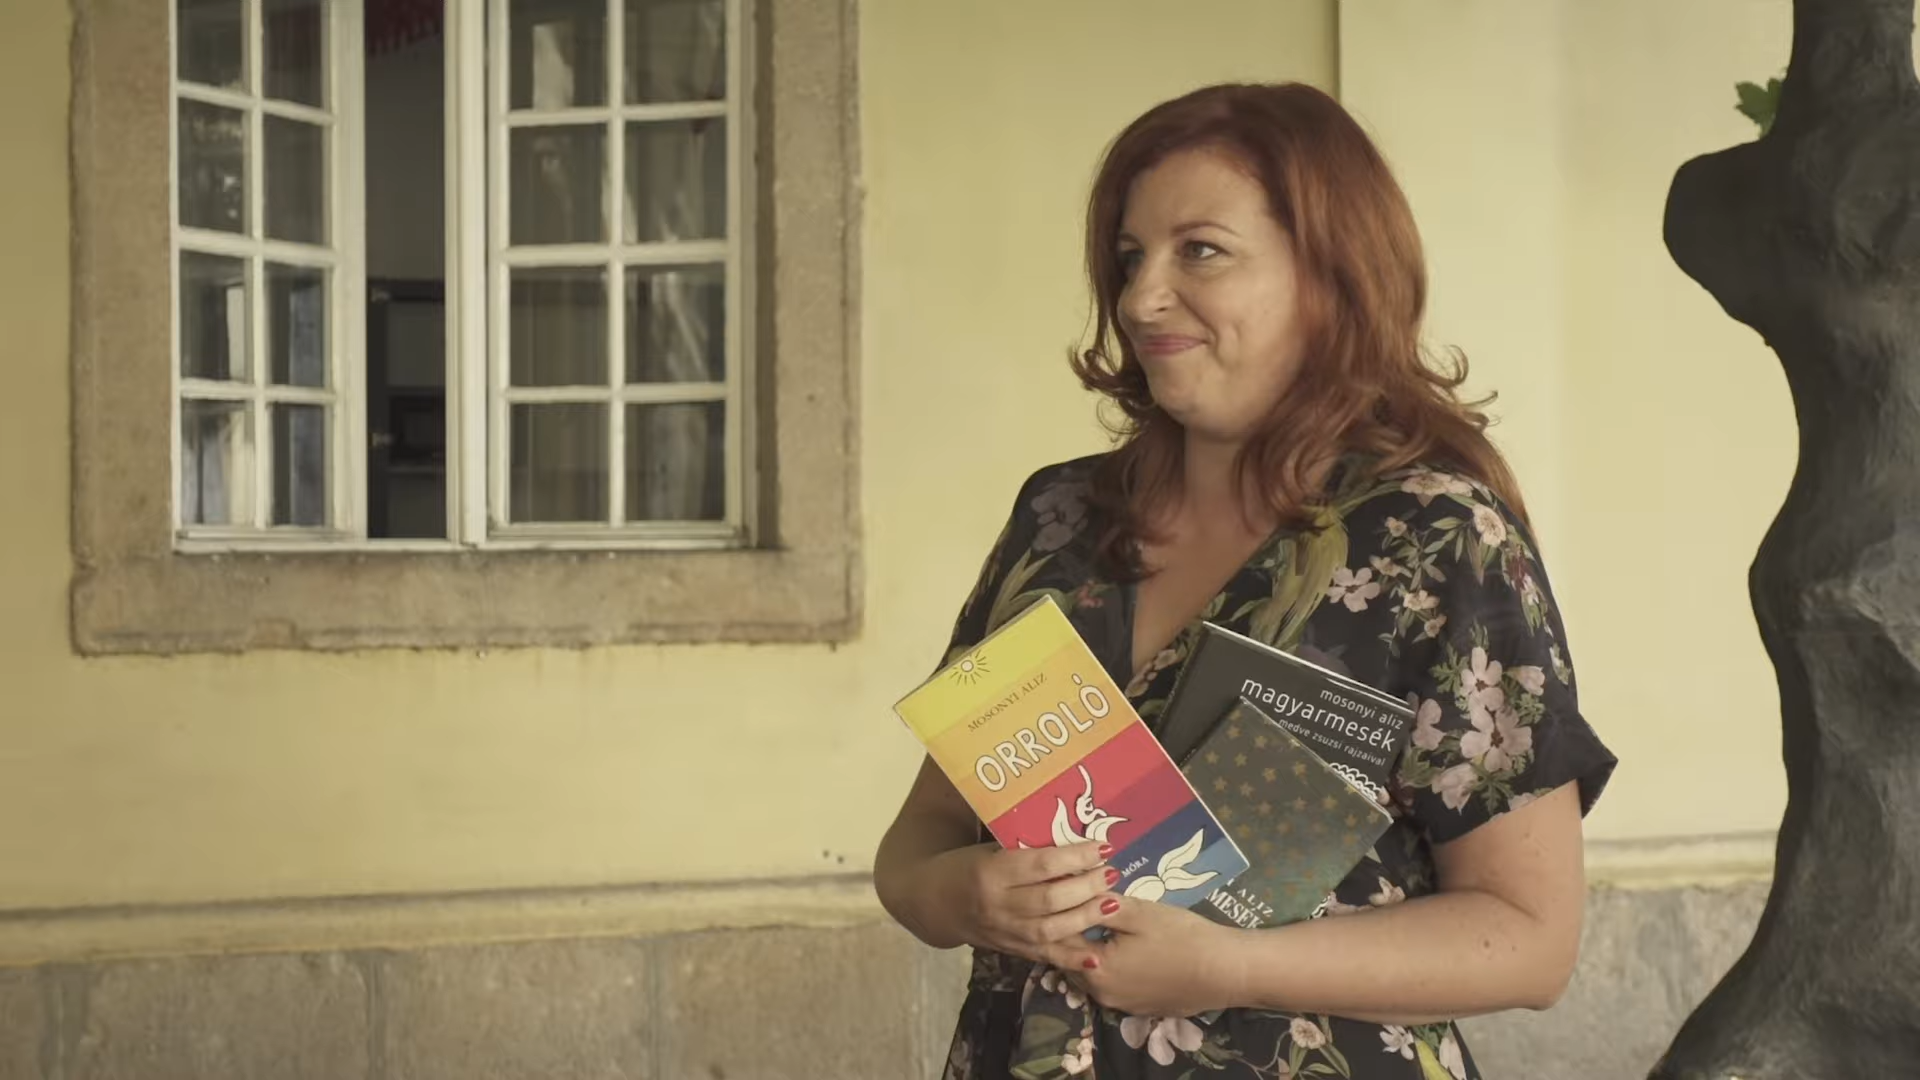 MOSONYI ALIZ
ORROLÓ
MÓRA
mosonyi aliz
magyarmesék
medve zsuzsi rajzaival
ALIZ
MESÉK